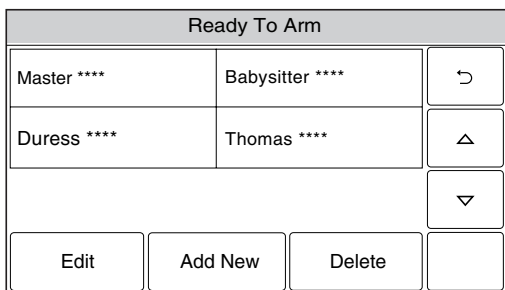 Ready To Arm
Master **** Babysitter ****
Duress **** Thomas ****
Edit Add New Delete